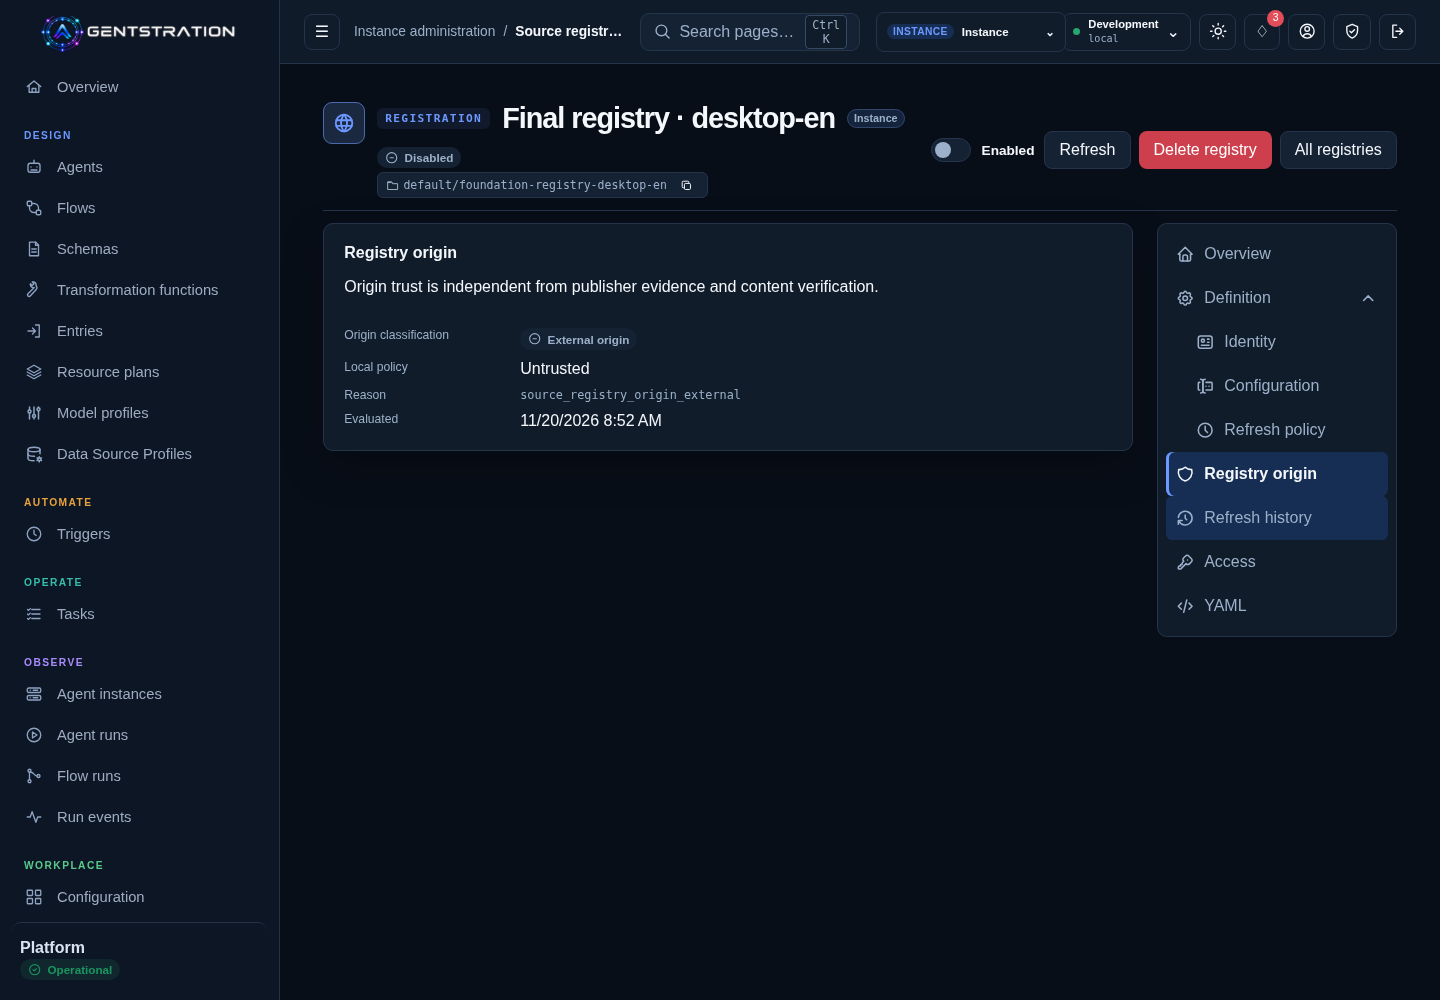 GENTSTRATION
Overview
DESIGN
Agents
Flows
Schemas
Transformation functions
Entries
Resource plans
Model profiles
Data Source Profiles
AUTOMATE
Triggers
OPERATE
Tasks
OBSERVE
Agent instances
Agent runs
Flow runs
Run events
WORKPLACE
Configuration
Platform
Operational
Instance administration / Source registr…
Search pages… Ctrl K
INSTANCE Instance
Development
local
3
REGISTRATION Final registry · desktop-en Instance
Disabled
default/foundation-registry-desktop-en
Enabled Refresh Delete registry All registries
Registry origin
Origin trust is independent from publisher evidence and content verification.
Origin classification External origin
Local policy Untrusted
Reason source_registry_origin_external
Evaluated 11/20/2026 8:52 AM
Overview
Definition
Identity
Configuration
Refresh policy
Registry origin
Refresh history
Access
YAML